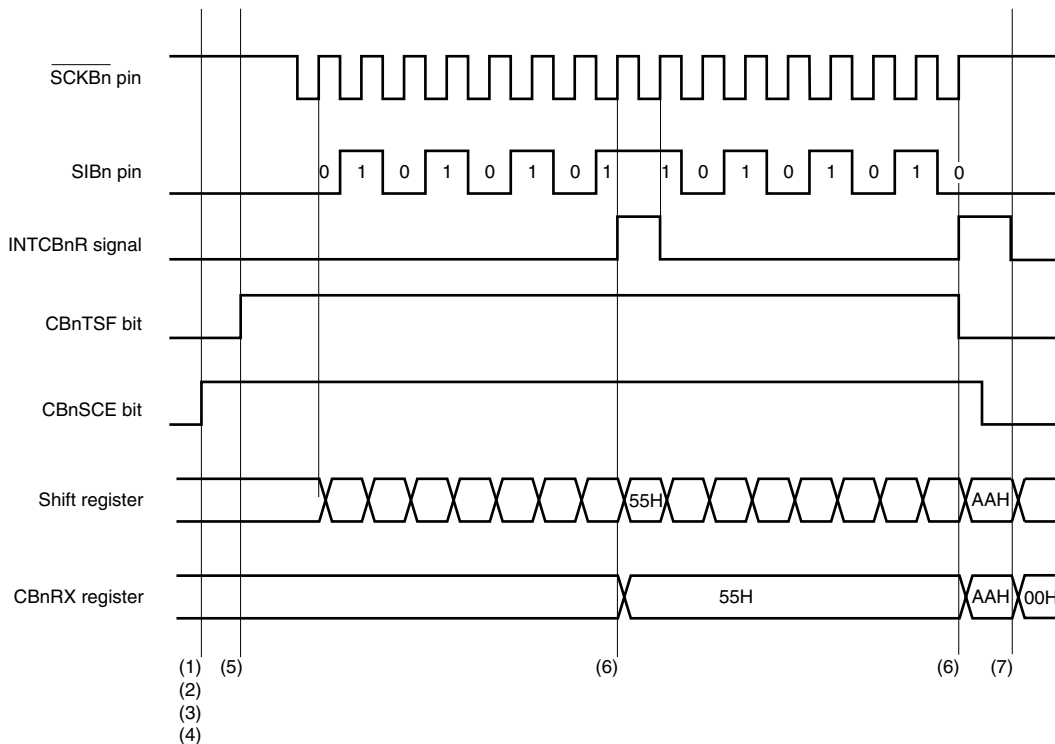 SCKBn pin
SIBn pin
0 1 0 1 0 1 0 1 1 0 1 0 1 0 1 0
INTCBnR signal
CBnTSF bit
CBnSCE bit
Shift register
55H
AAH
CBnRX register
55H
AAH
00H
(1) (5) (6) (6) (7)
(2)
(3)
(4)